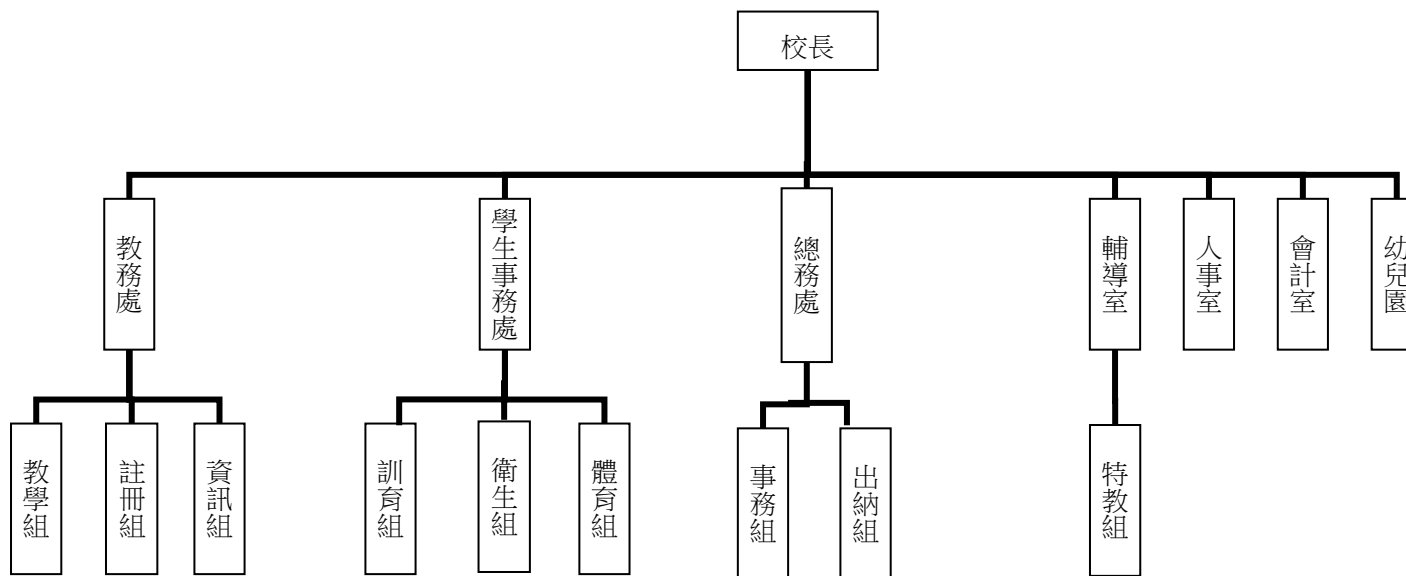 校長
教務處
學生事務處
總務處
輔導室
人事室
會計室
幼兒園
教學組
註冊組
資訊組
訓育組
衛生組
體育組
事務組
出納組
特教組